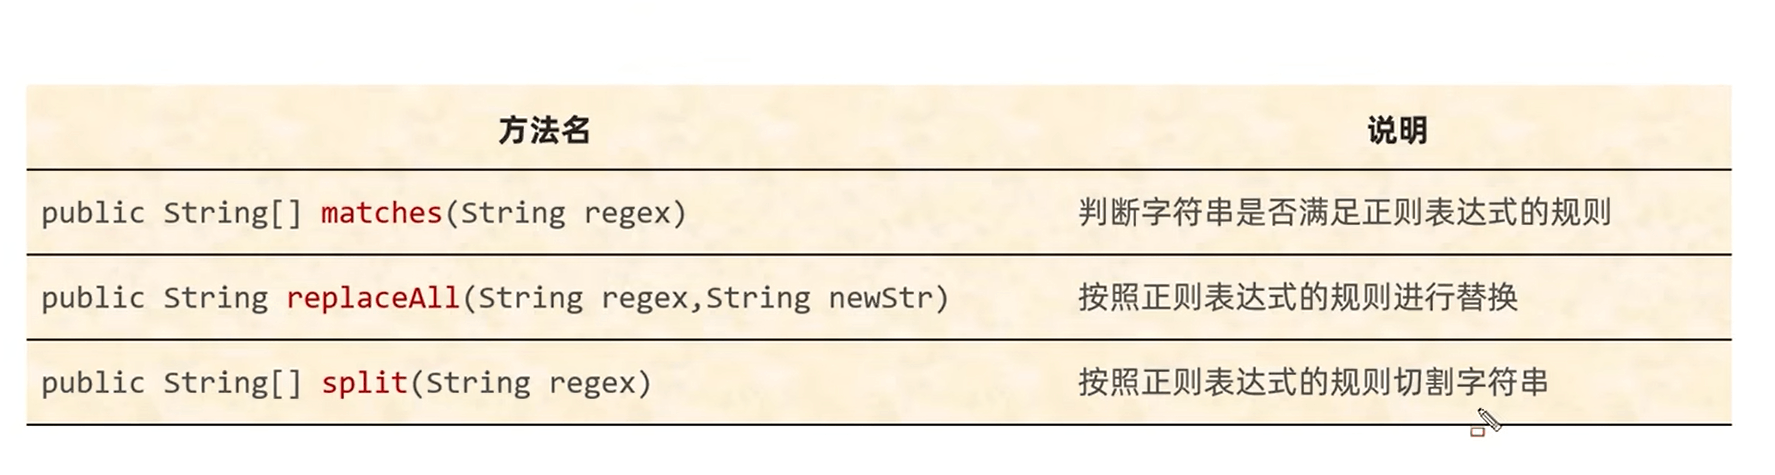 方法名 说明
public String[] matches(String regex) 判断字符串是否满足正则表达式的规则
public String replaceAll(String regex,String newStr) 按照正则表达式的规则进行替换
public String[] split(String regex) 按照正则表达式的规则切割字符串